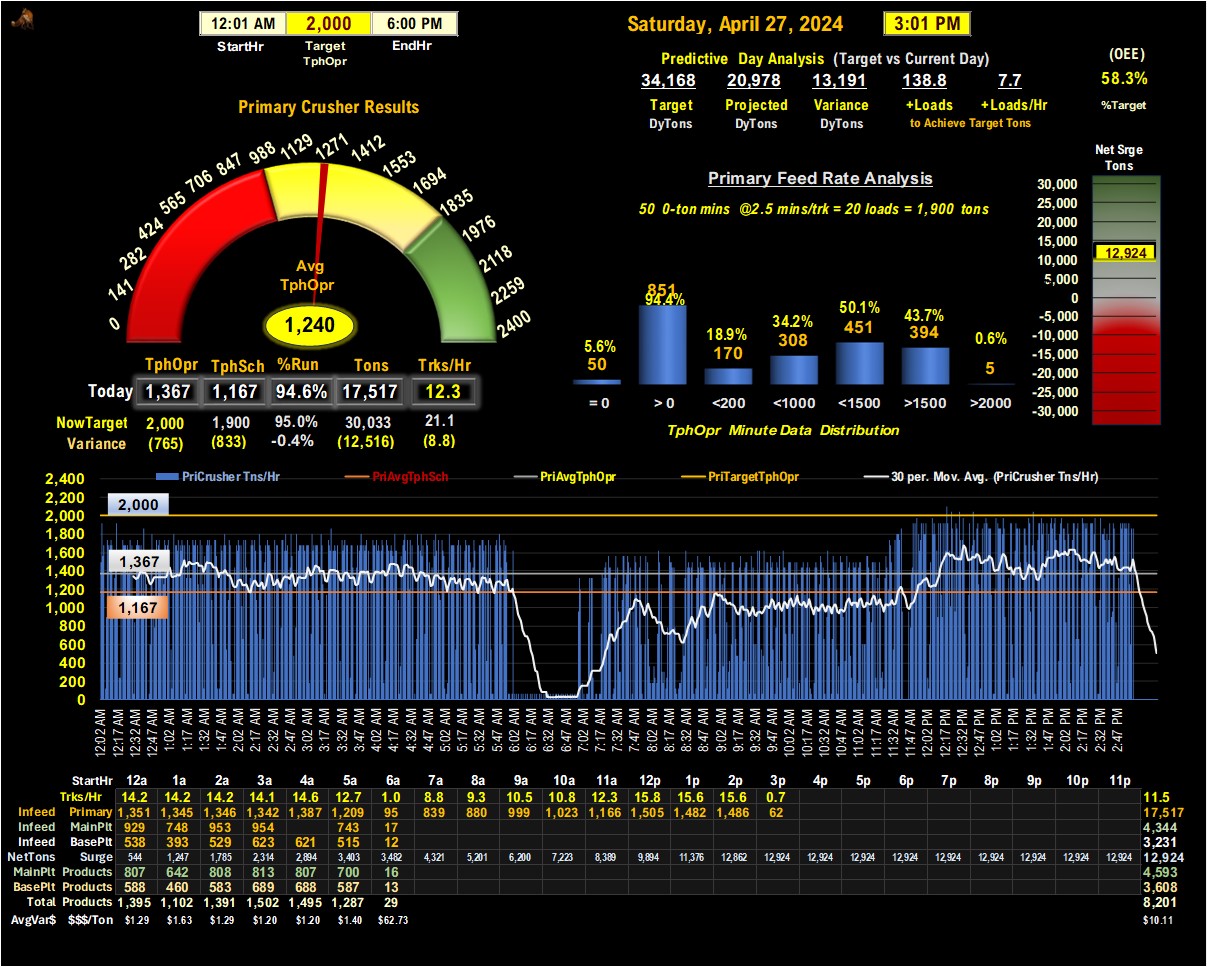 12:01 AM 2,000 6:00 PM
StartHr Target EndHr
TphOpr
Saturday, April 27, 2024 3:01 PM
Predictive Day Analysis (Target vs Current Day)
34,168 20,978 13,191 138.8 7.7
Target Projected Variance +Loads +Loads/Hr
DyTons DyTons DyTons to Achieve Target Tons
(OEE)
58.3%
%Target
Primary Crusher Results
0 141 282 424 565 706 847 988 1129 1271 1412 1553 1694 1835 1976 2118 2259 2400
Avg
TphOpr
1,240
TphOpr TphSch %Run Tons Trks/Hr
Today 1,367 1,167 94.6% 17,517 12.3
NowTarget 2,000 1,900 95.0% 30,033 21.1
Variance (765) (833) -0.4% (12,516) (8.8)
Primary Feed Rate Analysis
50 0-ton mins @2.5 mins/trk = 20 loads = 1,900 tons
5.6% 94.4% 18.9% 34.2% 50.1% 43.7% 0.6%
50 851 170 308 451 394 5
= 0 > 0 <200 <1000 <1500 >1500 >2000
TphOpr Minute Data Distribution
Net Srge
Tons
30,000
25,000
20,000
15,000
10,000
5,000
0
-5,000
-10,000
-15,000
-20,000
-25,000
-30,000
12,924
PriCrusher Tns/Hr PriAvgTphSch PriAvgTphOpr PriTargetTphOpr 30 per. Mov. Avg. (PriCrusher Tns/Hr)
2,400
2,200
2,000
1,800
1,600
1,400
1,200
1,000
800
600
400
200
0
2,000
1,367
1,167
12:02 AM 12:17 AM 12:32 AM 12:47 AM 1:02 AM 1:17 AM 1:32 AM 1:47 AM 2:02 AM 2:17 AM 2:32 AM 2:47 AM 3:02 AM 3:17 AM 3:32 AM 3:47 AM 4:02 AM 4:17 AM 4:32 AM 4:47 AM 5:02 AM 5:17 AM 5:32 AM 5:47 AM 6:02 AM 6:17 AM 6:32 AM 6:47 AM 7:02 AM 7:17 AM 7:32 AM 7:47 AM 8:02 AM 8:17 AM 8:32 AM 8:47 AM 9:02 AM 9:17 AM 9:32 AM 9:47 AM 10:02 AM 10:17 AM 10:32 AM 10:47 AM 11:02 AM 11:17 AM 11:32 AM 11:47 AM 12:02 PM 12:17 PM 12:32 PM 12:47 PM 1:02 PM 1:17 PM 1:32 PM 1:47 PM 2:02 PM 2:17 PM 2:32 PM 2:47 PM
StartHr 12a 1a 2a 3a 4a 5a 6a 7a 8a 9a 10a 11a 12p 1p 2p 3p 4p 5p 6p 7p 8p 9p 10p 11p
Trks/Hr 14.2 14.2 14.2 14.1 14.6 12.7 1.0 8.8 9.3 10.5 10.8 12.3 15.8 15.6 15.6 0.7 11.5
Infeed Primary 1,351 1,345 1,346 1,342 1,387 1,209 95 839 880 999 1,023 1,166 1,505 1,482 1,486 62 17,517
Infeed MainPlt 929 748 953 954 743 17 4,344
Infeed BasePlt 538 393 529 623 621 515 12 3,231
NetTons Surge 544 1,247 1,785 2,314 2,894 3,403 3,482 4,321 5,201 6,200 7,223 8,389 9,894 11,376 12,862 12,924 12,924 12,924 12,924 12,924 12,924 12,924 12,924 12,924 12,924
MainPlt Products 807 642 808 813 807 700 16 4,593
BasePlt Products 588 460 583 689 688 587 13 3,608
Total Products 1,395 1,102 1,391 1,502 1,495 1,287 29 8,201
AvgVar$ $$$/Ton $1.29 $1.63 $1.29 $1.20 $1.20 $1.40 $62.73 $10.11